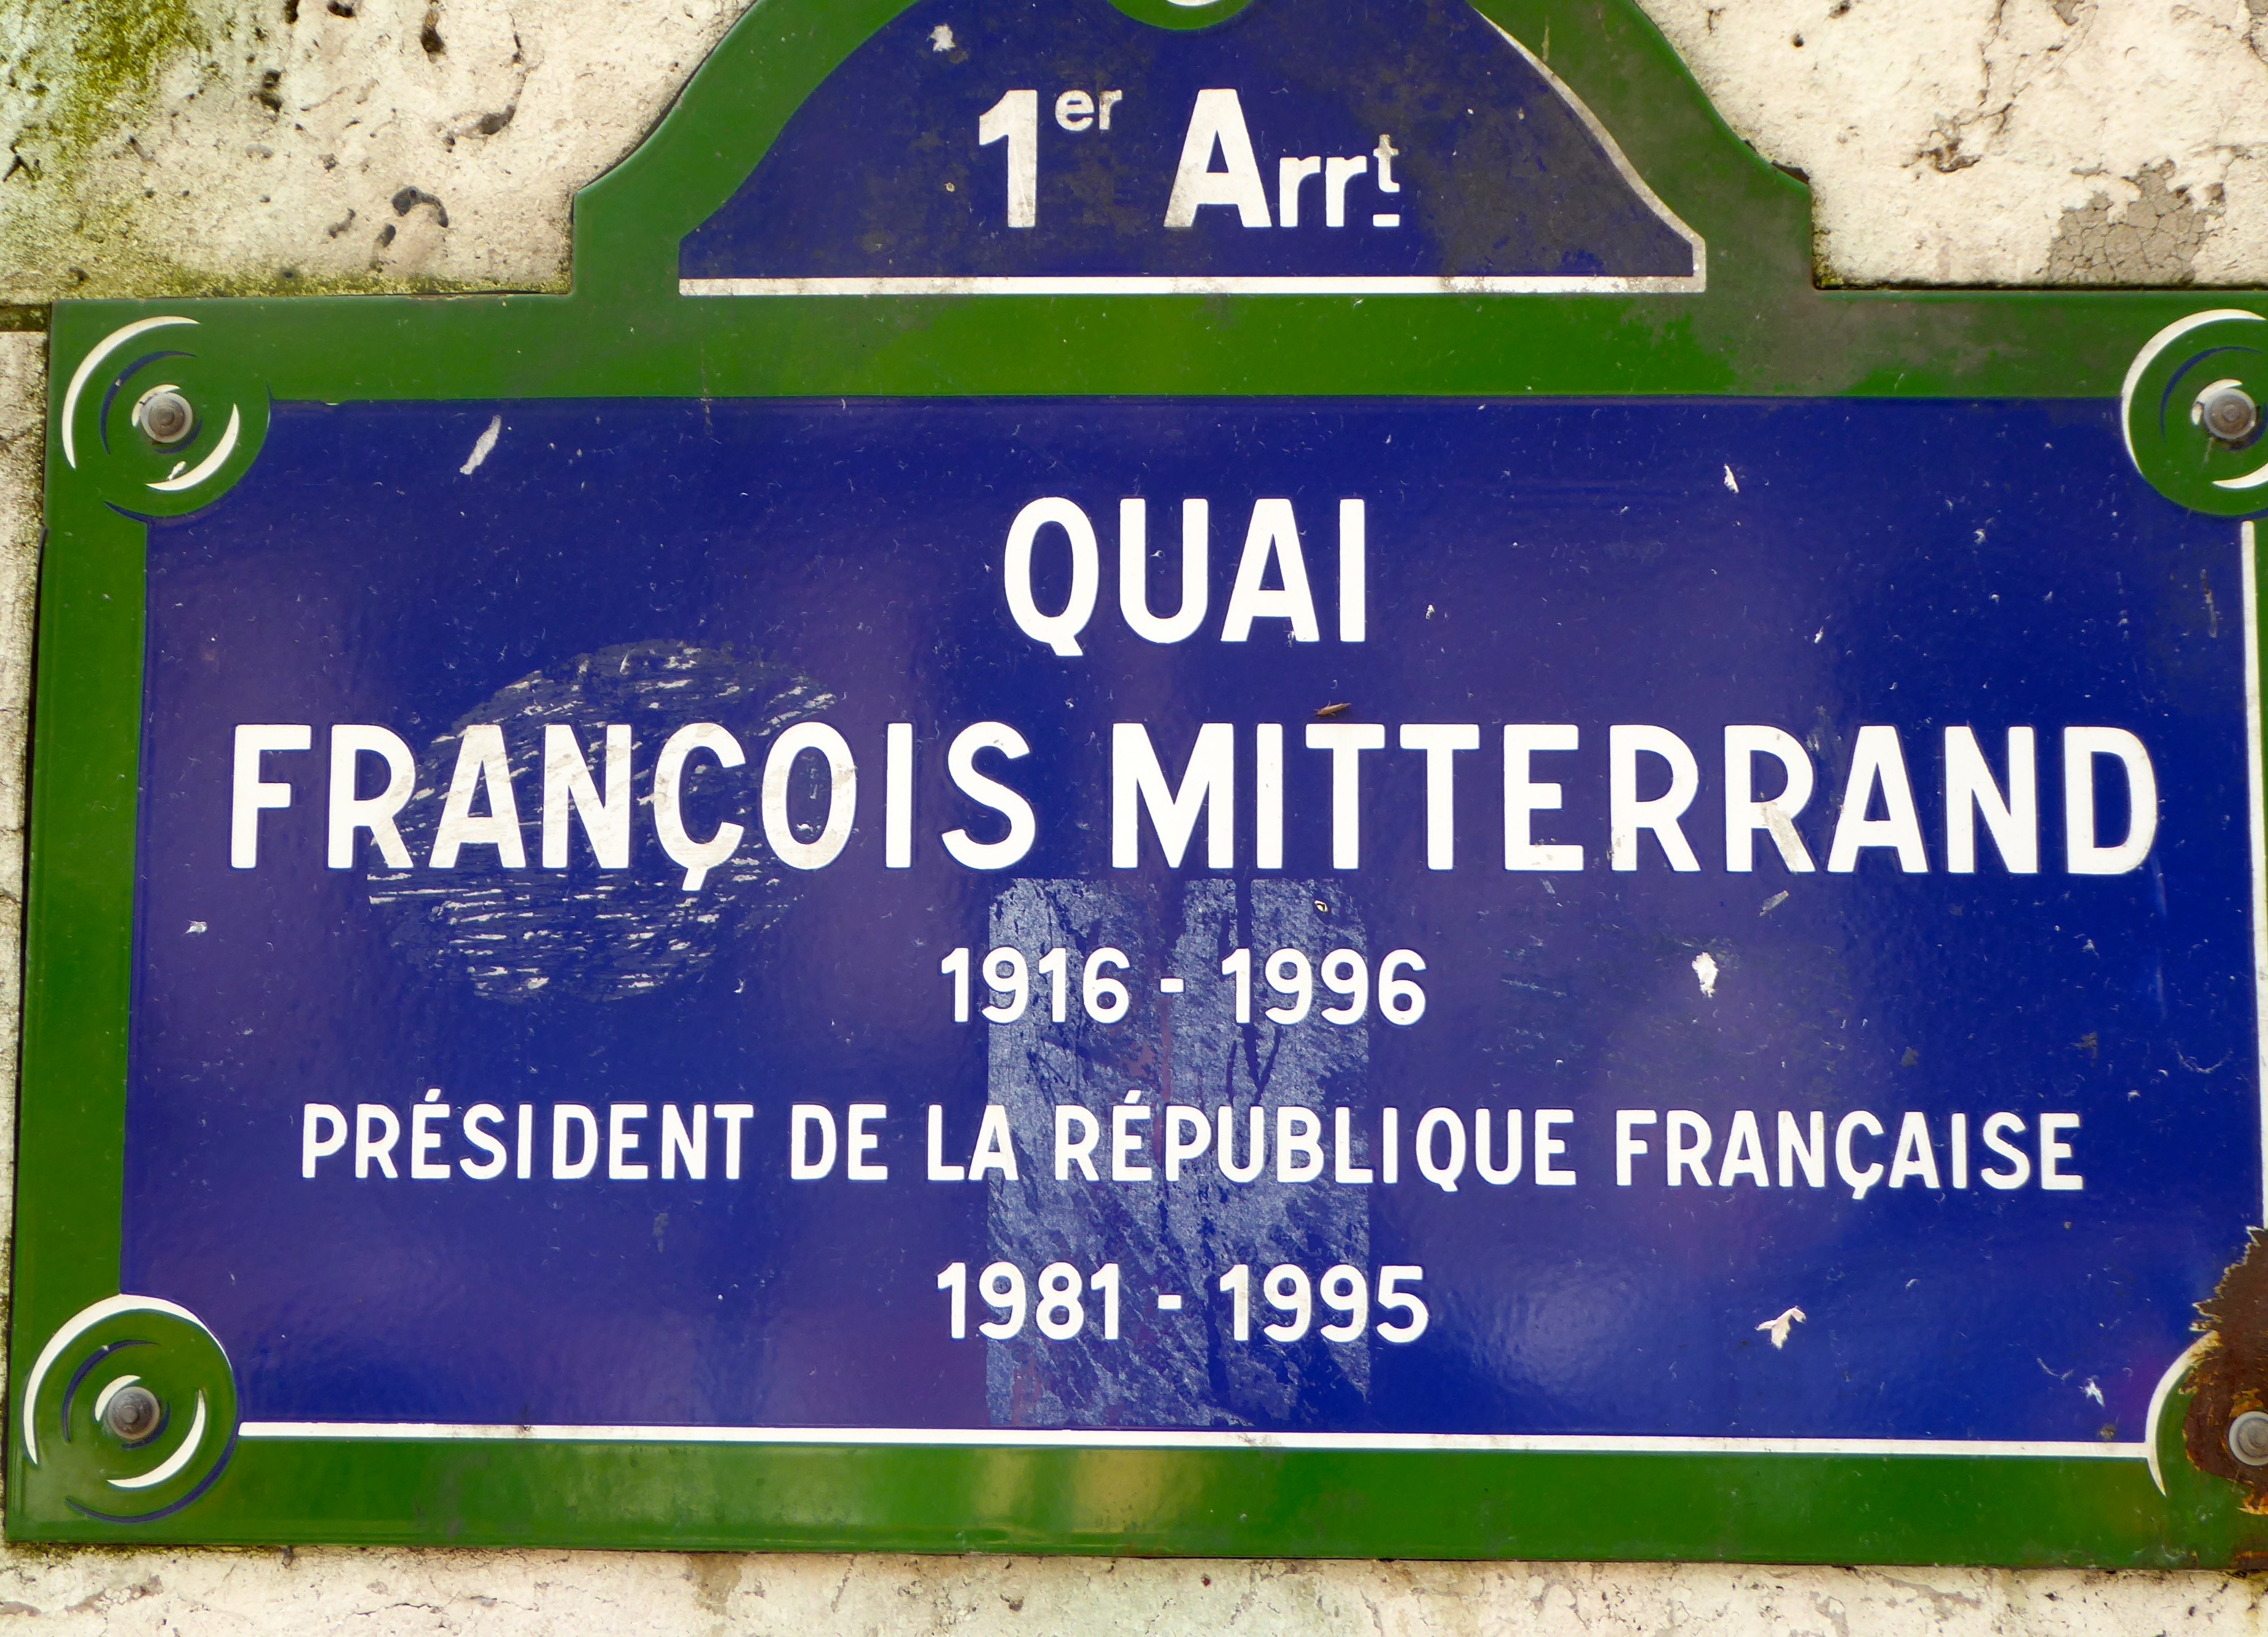 1er Arrt
QUAI
FRANÇOIS MITTERRAND
1916 - 1996
PRÉSIDENT DE LA RÉPUBLIQUE FRANÇAISE
1981 - 1995